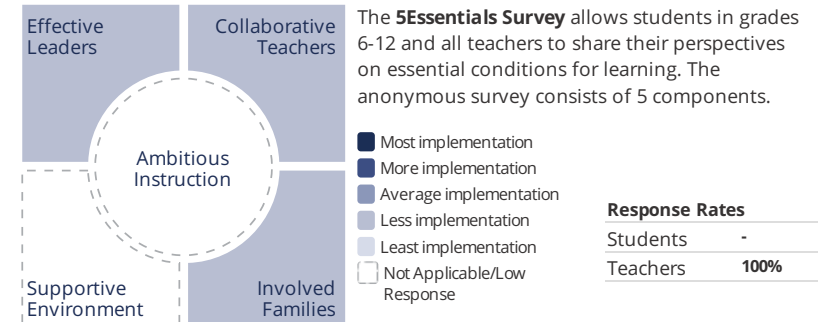 Effective
Leaders
Collaborative
Teachers
Ambitious
Instruction
Supportive
Environment
Involved
Families
The 5Essentials Survey allows students in grades
6-12 and all teachers to share their perspectives
on essential conditions for learning. The
anonymous survey consists of 5 components.
Most implementation
More implementation
Average implementation
Less implementation
Least implementation
Not Applicable/Low
Response
Response Rates
Students -
Teachers 100%